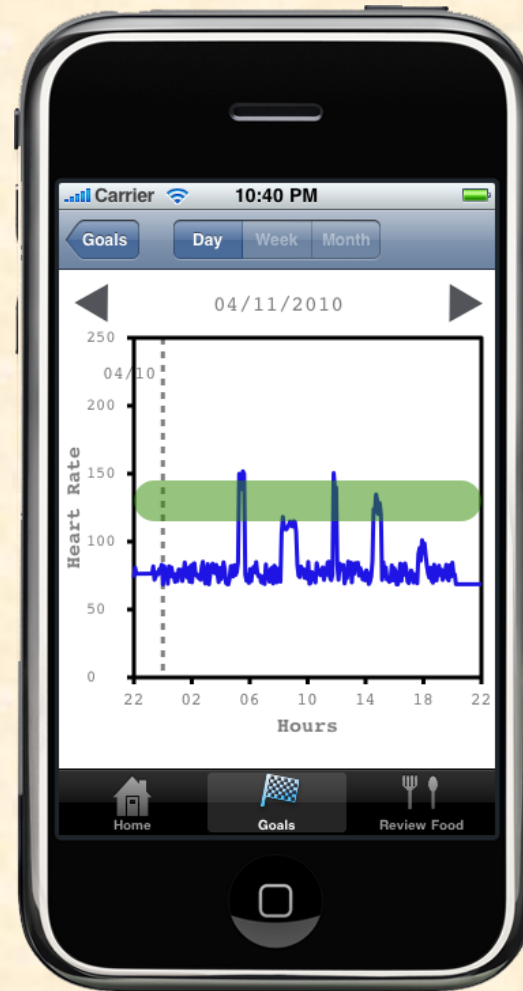 Carrier 10:40 PM
Goals Day Week Month
04/11/2010
250
04/10
200
150
100
50
0
Heart Rate
22 02 06 10 14 18 22
Hours
Home Goals Review Food